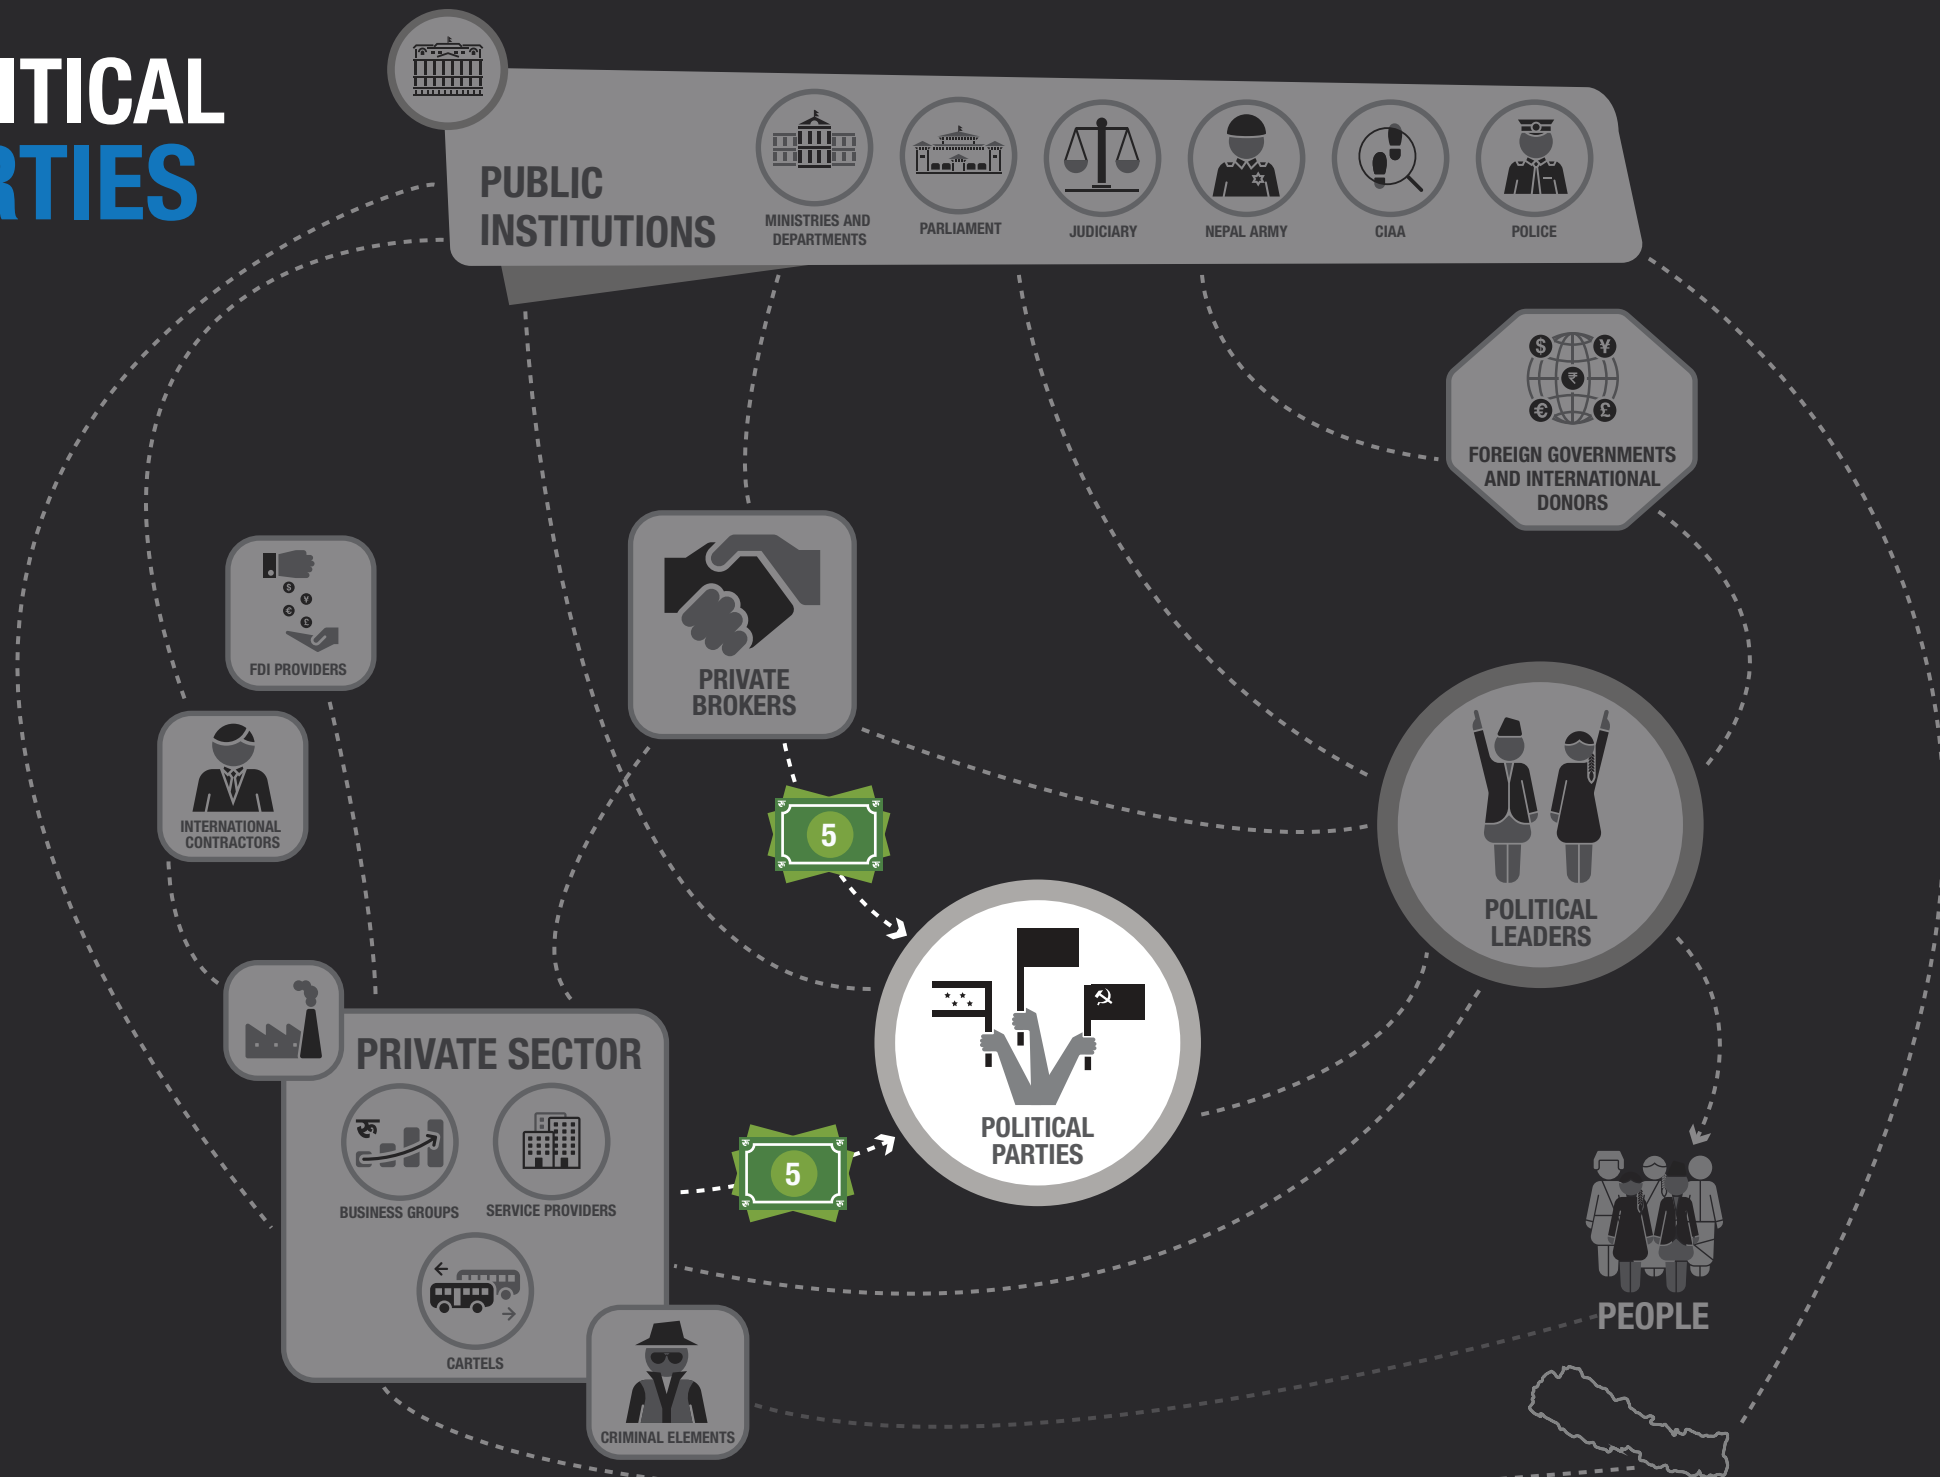 ITICAL
RTIES
PUBLIC
INSTITUTIONS
MINISTRIES AND
DEPARTMENTS
PARLIAMENT
JUDICIARY
NEPAL ARMY
CIAA
POLICE
$ ¥
₹
€ £
FOREIGN GOVERNMENTS
AND INTERNATIONAL
DONORS
$
¥
€
£
FDI PROVIDERS
PRIVATE
BROKERS
INTERNATIONAL
CONTRACTORS
रु रु
5
रु रु
POLITICAL
LEADERS
PRIVATE SECTOR
रु
BUSINESS GROUPS
SERVICE PROVIDERS
CARTELS
रु रु
5
रु रु
POLITICAL
PARTIES
CRIMINAL ELEMENTS
PEOPLE